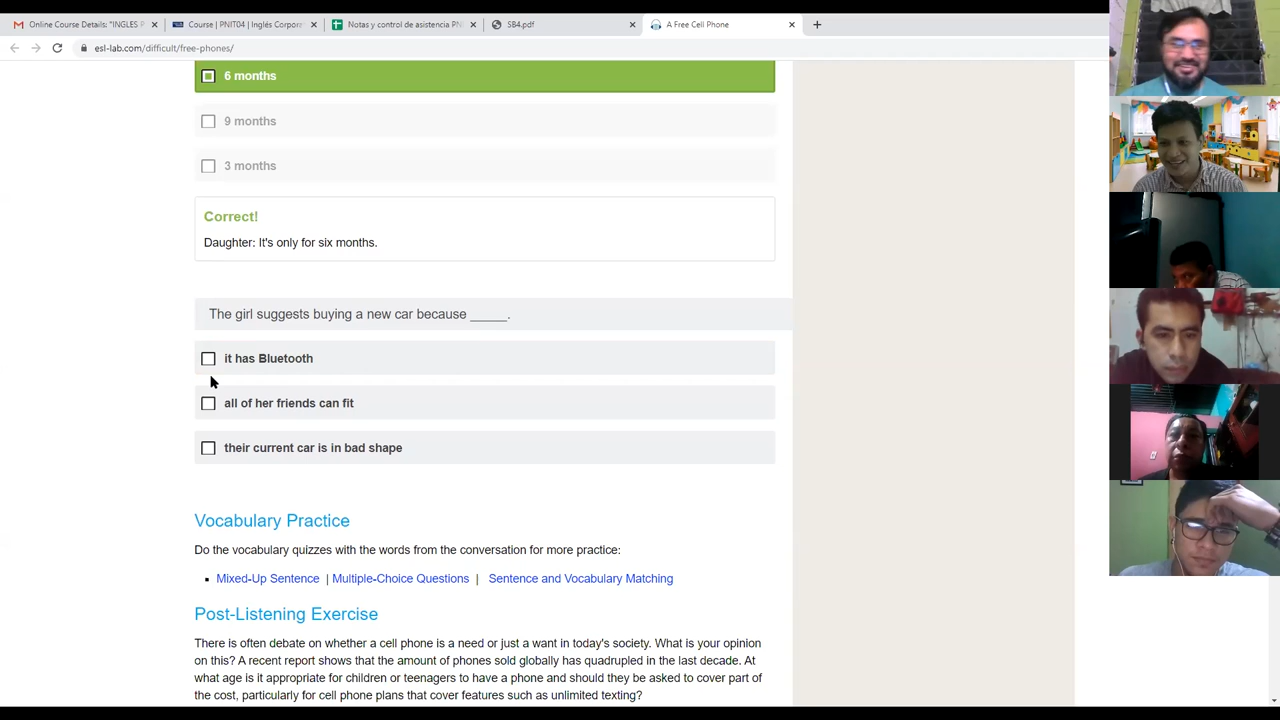 Online Course Details: "INGLES P
Course | PNIT04 | Inglés Corpor
Notas y control de asistencia PN
SB4.pdf
A Free Cell Phone
esl-lab.com/difficult/free-phones/
6 months
9 months
3 months
Correct!
Daughter: It's only for six months.
The girl suggests buying a new car because _____.
it has Bluetooth
all of her friends can fit
their current car is in bad shape
Vocabulary Practice
Do the vocabulary quizzes with the words from the conversation for more practice:
Mixed-Up Sentence | Multiple-Choice Questions | Sentence and Vocabulary Matching
Post-Listening Exercise
There is often debate on whether a cell phone is a need or just a want in today's society. What is your opinion
on this? A recent report shows that the amount of phones sold globally has quadrupled in the last decade. At
what age is it appropriate for children or teenagers to have a phone and should they be asked to cover part of
the cost, particularly for cell phone plans that cover features such as unlimited texting?